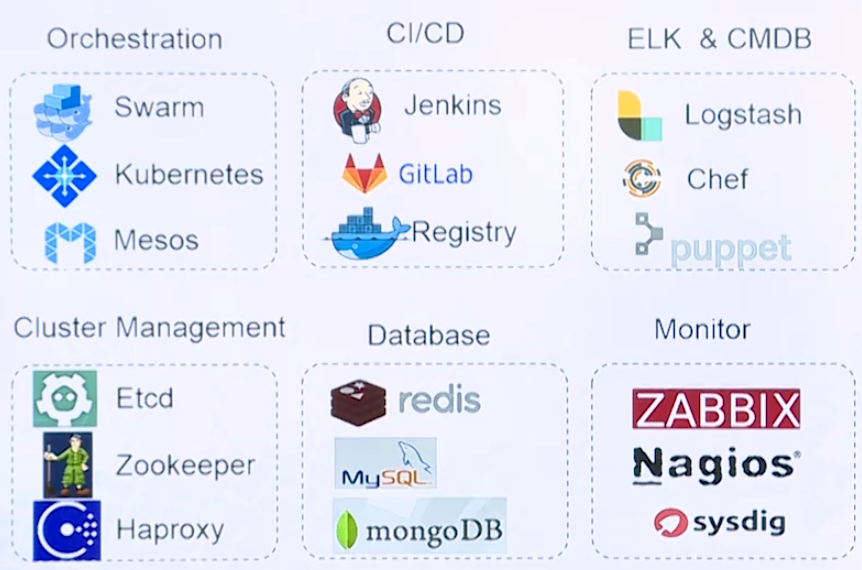 Orchestration
Swarm
Kubernetes
Mesos
CI/CD
Jenkins
GitLab
Registry
ELK & CMDB
Logstash
Chef
puppet
Cluster Management
Etcd
Zookeeper
Haproxy
Database
redis
MySQL
mongoDB
Monitor
ZABBIX
Nagios®
sysdig